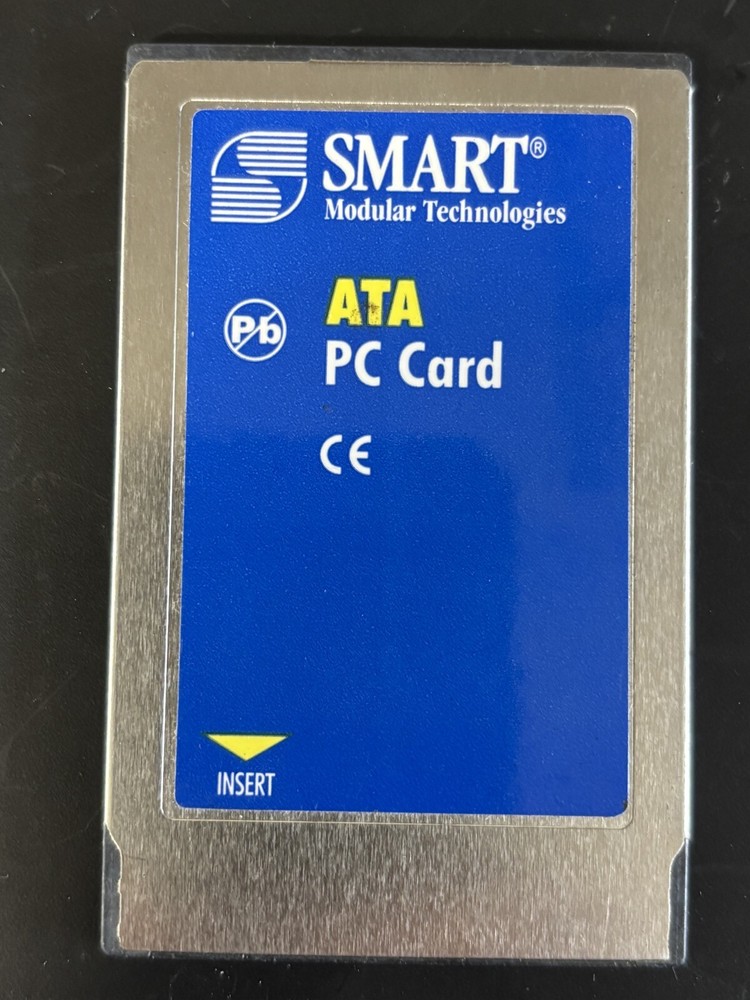 SMART®
Modular Technologies
ATA
Pb
PC Card
CE
INSERT